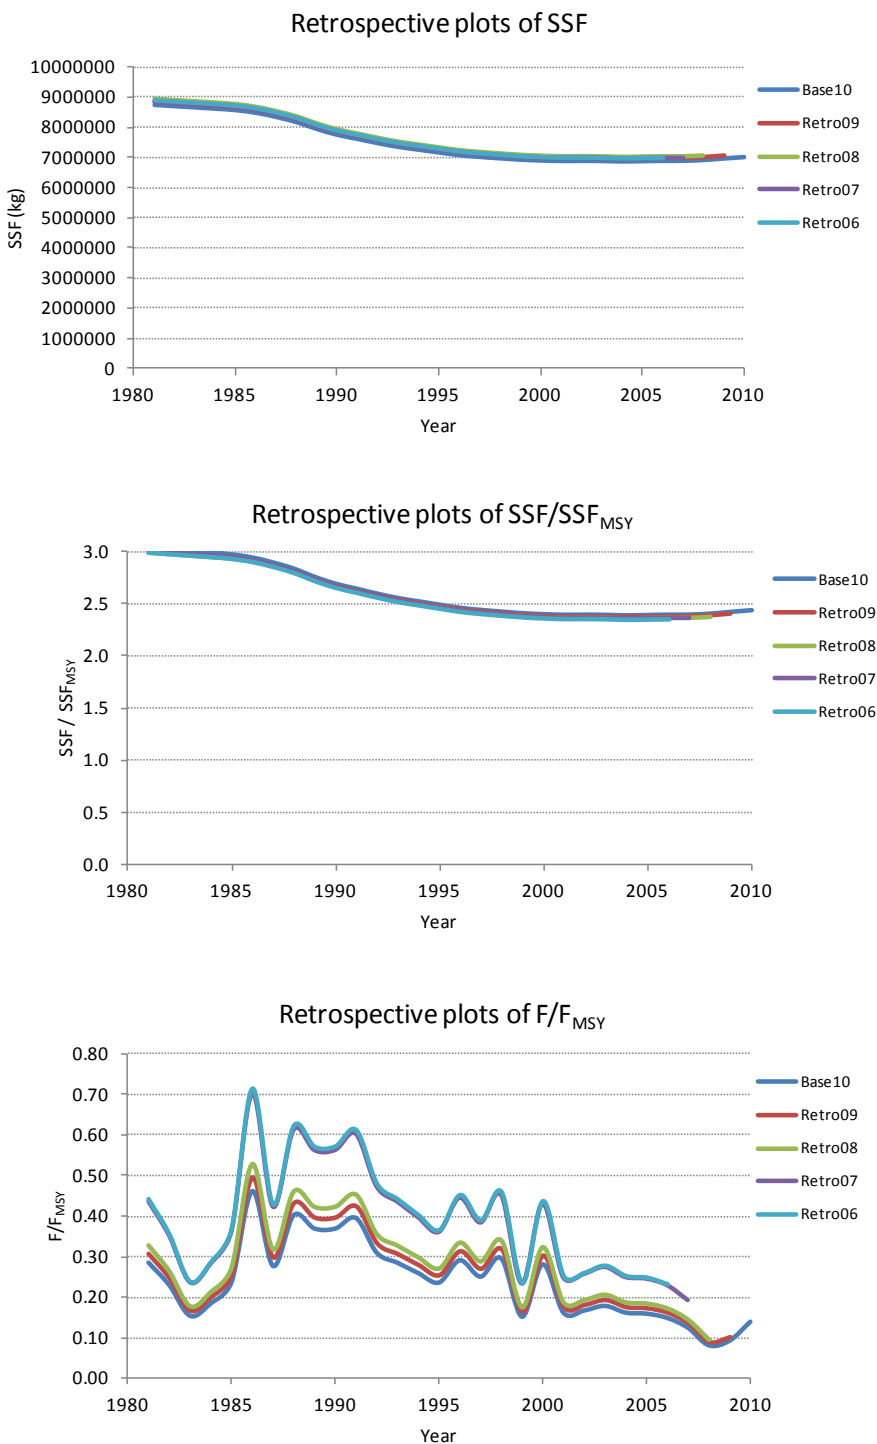 Retrospective plots of SSF
10000000
9000000
8000000
7000000
6000000
5000000
4000000
3000000
2000000
1000000
0
SSF (kg)
1980 1985 1990 1995 2000 2005 2010
Year
Base10
Retro09
Retro08
Retro07
Retro06
Retrospective plots of SSF/SSFMSY
3.0
2.5
2.0
1.5
1.0
0.5
0.0
SSF / SSFMSY
1980 1985 1990 1995 2000 2005 2010
Year
Base10
Retro09
Retro08
Retro07
Retro06
Retrospective plots of F/FMSY
0.80
0.70
0.60
0.50
0.40
0.30
0.20
0.10
0.00
F/FMSY
1980 1985 1990 1995 2000 2005 2010
Year
Base10
Retro09
Retro08
Retro07
Retro06